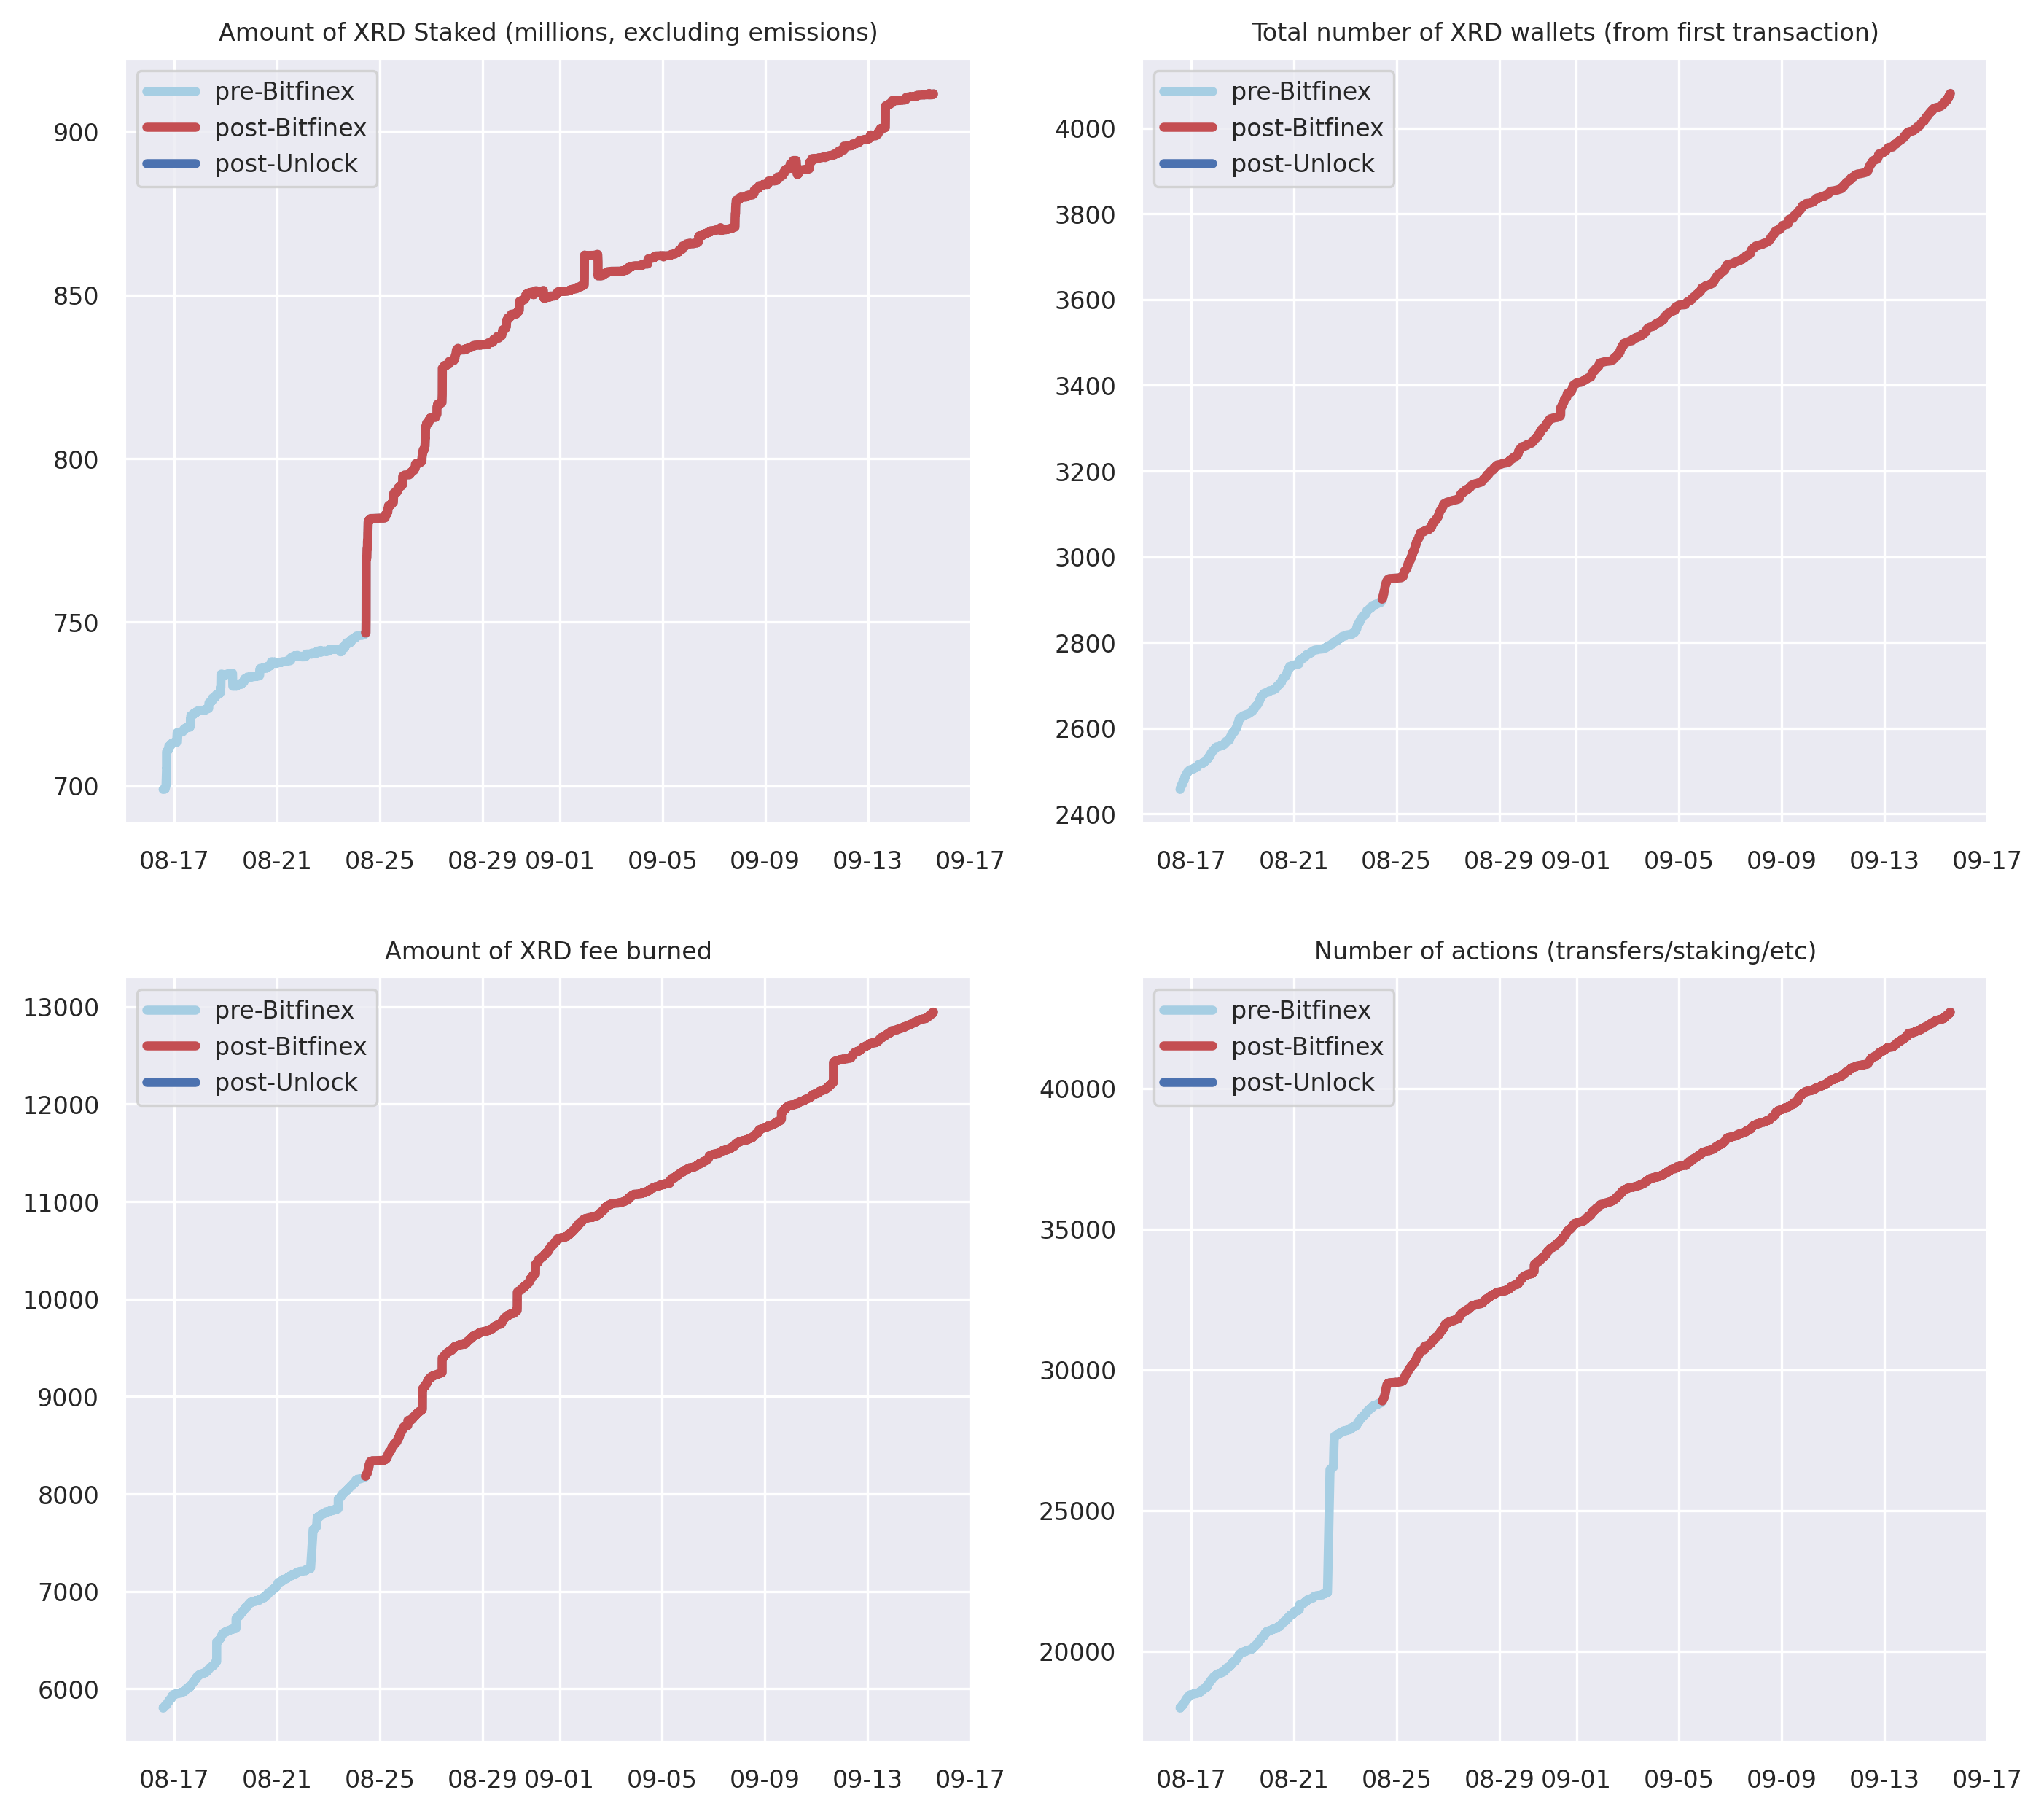 Amount of XRD Staked (millions, excluding emissions)
pre-Bitfinex
post-Bitfinex
post-Unlock
900
850
800
750
700
08-17 08-21 08-25 08-29 09-01 09-05 09-09 09-13 09-17
Total number of XRD wallets (from first transaction)
pre-Bitfinex
post-Bitfinex
post-Unlock
4000
3800
3600
3400
3200
3000
2800
2600
2400
08-17 08-21 08-25 08-29 09-01 09-05 09-09 09-13 09-17
Amount of XRD fee burned
pre-Bitfinex
post-Bitfinex
post-Unlock
13000
12000
11000
10000
9000
8000
7000
6000
08-17 08-21 08-25 08-29 09-01 09-05 09-09 09-13 09-17
Number of actions (transfers/staking/etc)
pre-Bitfinex
post-Bitfinex
post-Unlock
40000
35000
30000
25000
20000
08-17 08-21 08-25 08-29 09-01 09-05 09-09 09-13 09-17